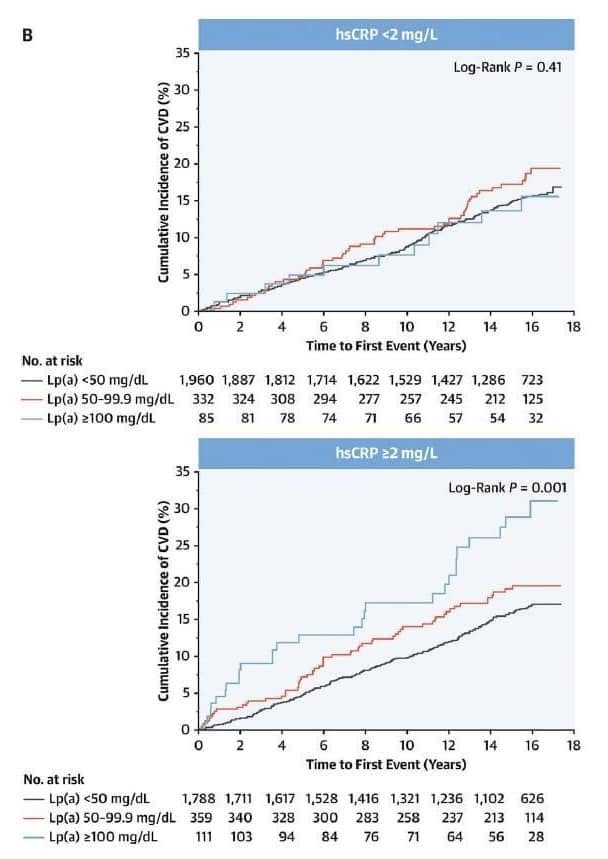 B
hsCRP <2 mg/L
Log-Rank P = 0.41
Cumulative Incidence of CVD (%)
35
30
25
20
15
10
5
0
0 2 4 6 8 10 12 14 16 18
Time to First Event (Years)
No. at risk
Lp(a) <50 mg/dL 1,960 1,887 1,812 1,714 1,622 1,529 1,427 1,286 723
Lp(a) 50-99.9 mg/dL 332 324 308 294 277 257 245 212 125
Lp(a) ≥100 mg/dL 85 81 78 74 71 66 57 54 32
hsCRP ≥2 mg/L
Log-Rank P = 0.001
Cumulative Incidence of CVD (%)
35
30
25
20
15
10
5
0
0 2 4 6 8 10 12 14 16 18
Time to First Event (Years)
No. at risk
Lp(a) <50 mg/dL 1,788 1,711 1,617 1,528 1,416 1,321 1,236 1,102 626
Lp(a) 50-99.9 mg/dL 359 340 328 300 283 258 237 213 114
Lp(a) ≥100 mg/dL 111 103 94 84 76 71 64 56 28